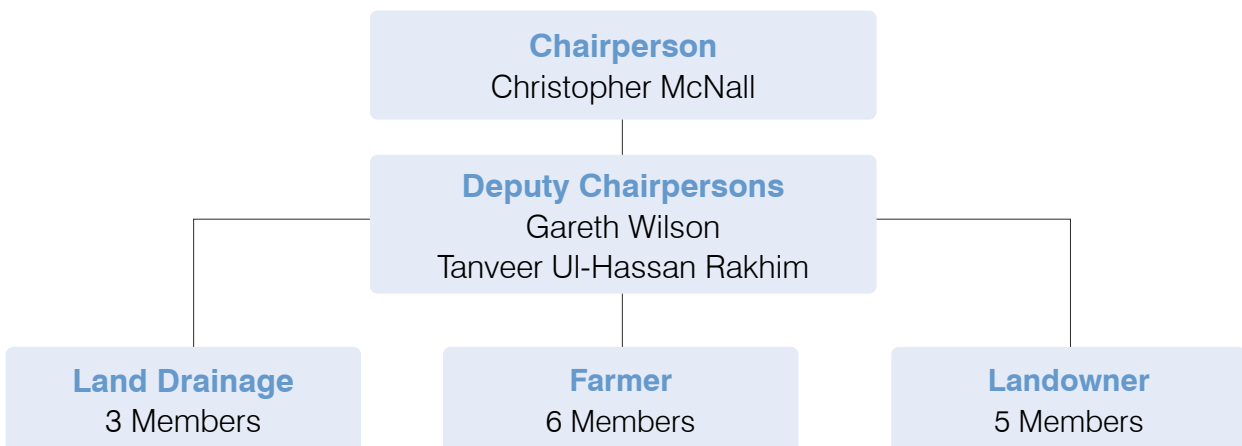 Chairperson
Christopher McNall
Deputy Chairpersons
Gareth Wilson
Tanveer Ul-Hassan Rakhim
Land Drainage
3 Members
Farmer
6 Members
Landowner
5 Members